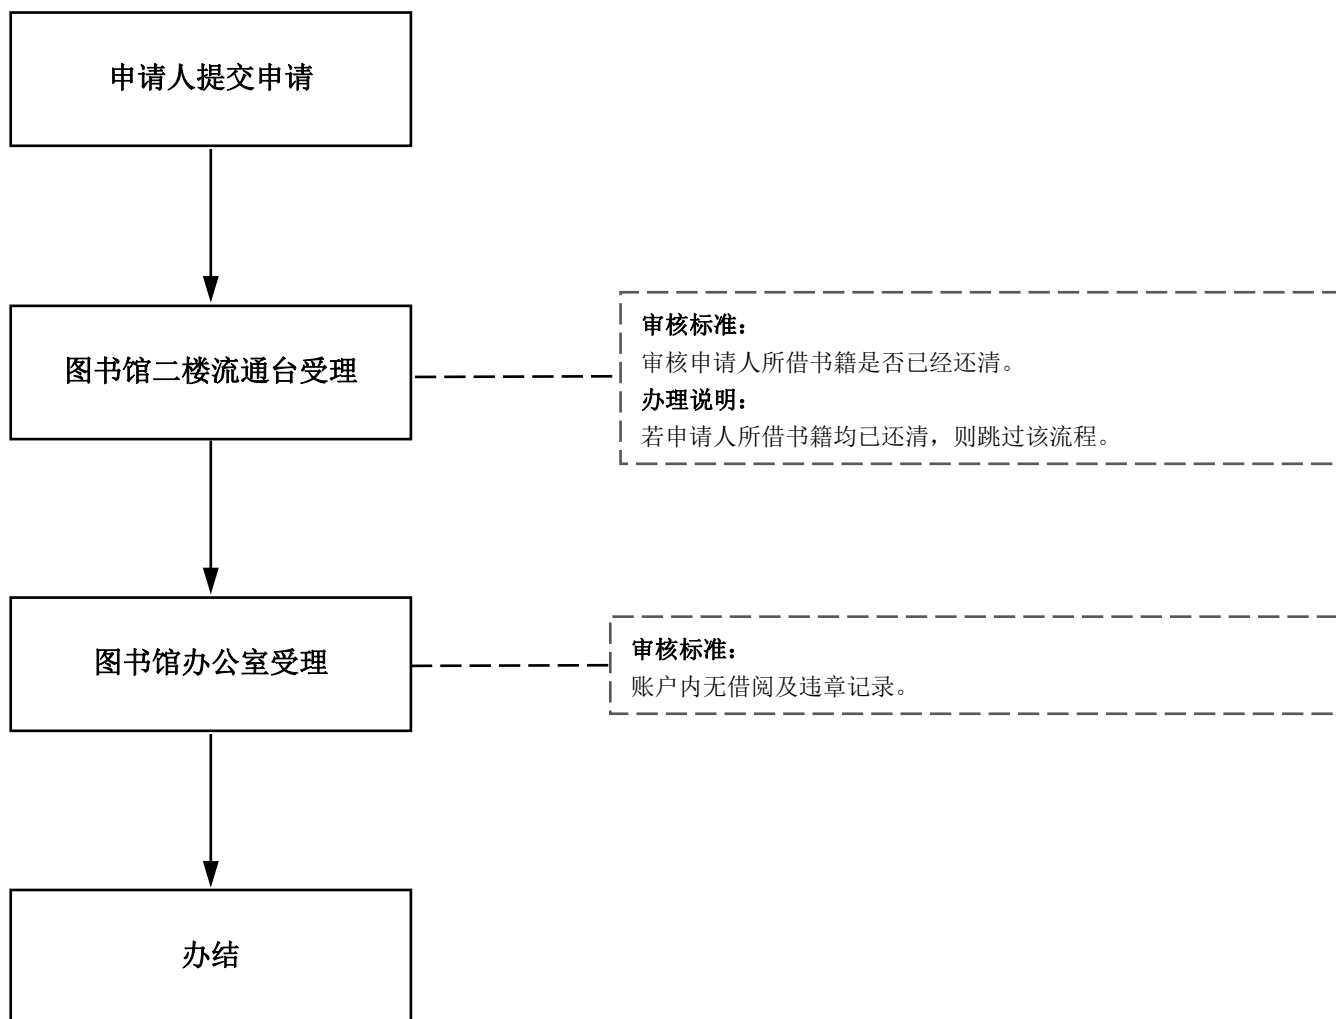 申请人提交申请
图书馆二楼流通台受理
审核标准：
审核申请人所借书籍是否已经还清。
办理说明：
若申请人所借书籍均已还清，则跳过该流程。
图书馆办公室受理
审核标准：
账户内无借阅及违章记录。
办结